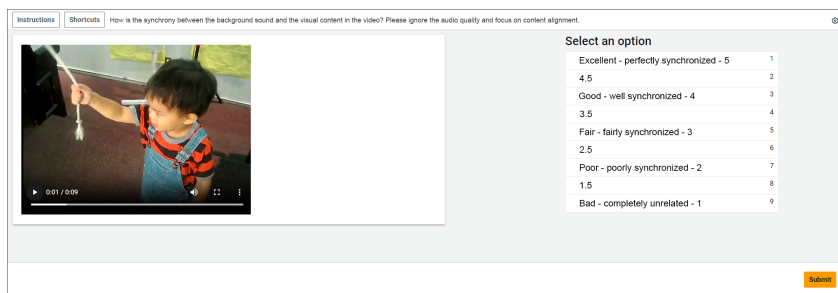 Instructions
Shortcuts
How is the synchrony between the background sound and the visual content in the video? Please ignore the audio quality and focus on content alignment.
Select an option
Excellent - perfectly synchronized - 5 1
4.5 2
Good - well synchronized - 4 3
3.5 4
Fair - fairly synchronized - 3 5
2.5 6
Poor - poorly synchronized - 2 7
1.5 8
Bad - completely unrelated - 1 9
0:01 / 0:09
Submit